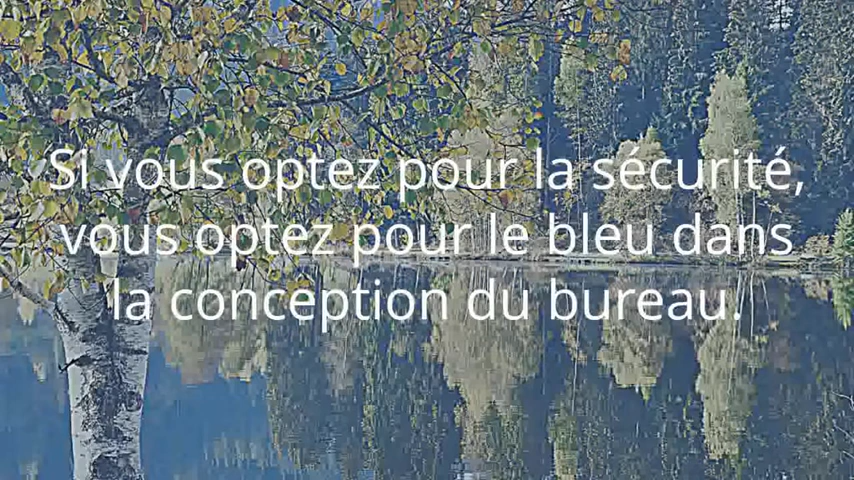 Si vous optez pour la sécurité,
vous optez pour le bleu dans
la conception du bureau.